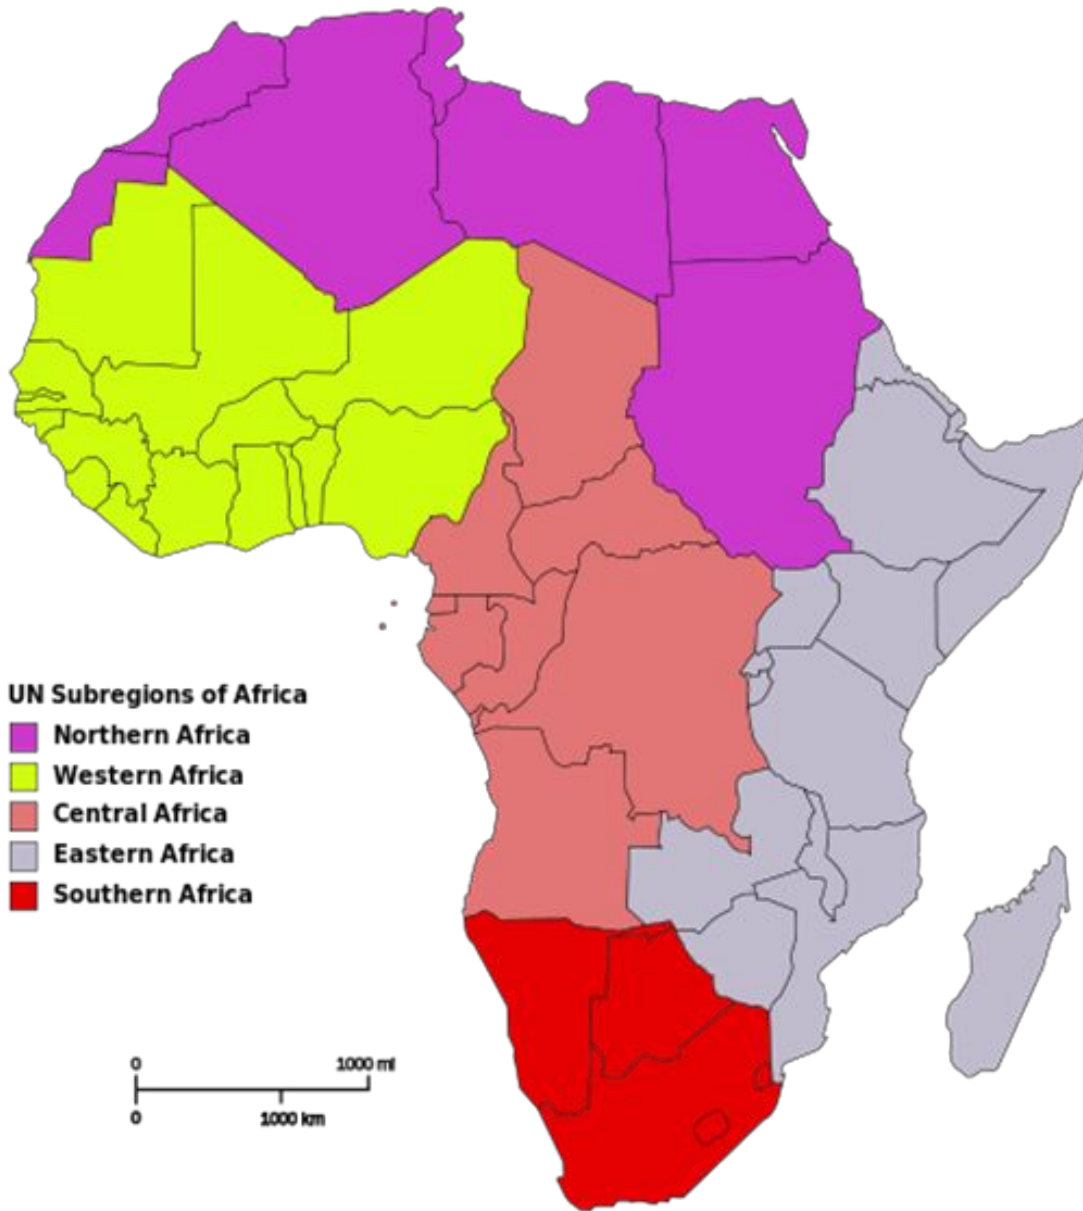 UN Subregions of Africa
Northern Africa
Western Africa
Central Africa
Eastern Africa
Southern Africa
0 1000 mi
0 1000 km